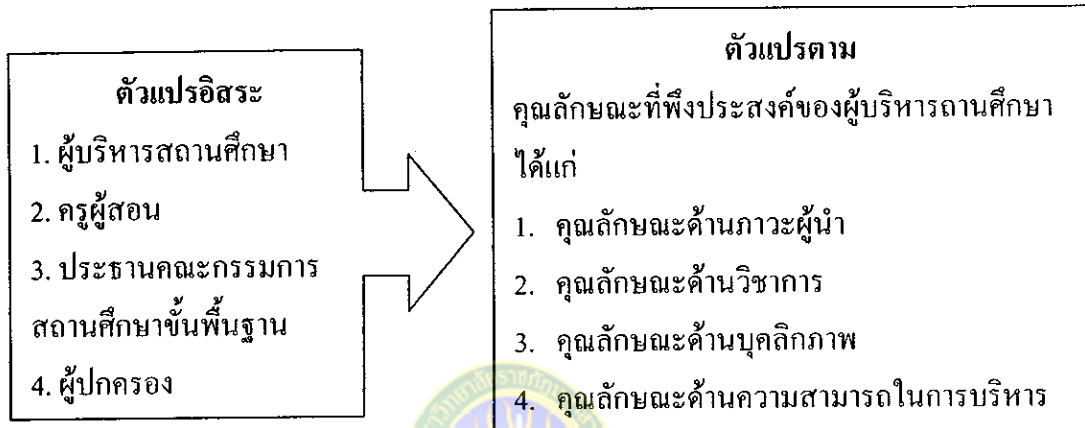 ตัวแปรอิสระ
1. ผู้บริหารสถานศึกษา
2. ครูผู้สอน
3. ประธานคณะกรรมการ
สถานศึกษาขั้นพื้นฐาน
4. ผู้ปกครอง
ตัวแปรตาม
คุณลักษณะที่พึงประสงค์ของผู้บริหารถานศึกษา
ได้แก่
1. คุณลักษณะด้านภาวะผู้นำ
2. คุณลักษณะด้านวิชาการ
3. คุณลักษณะด้านบุคลิกภาพ
4. คุณลักษณะด้านความสามารถในการบริหาร